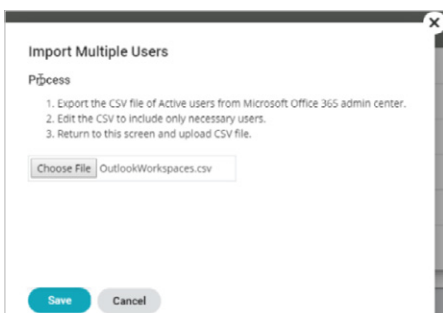 Import Multiple Users
Process
1. Export the CSV file of Active users from Microsoft Office 365 admin center.
2. Edit the CSV to include only necessary users.
3. Return to this screen and upload CSV file.
Choose File OutlookWorkspaces.csv
Save Cancel